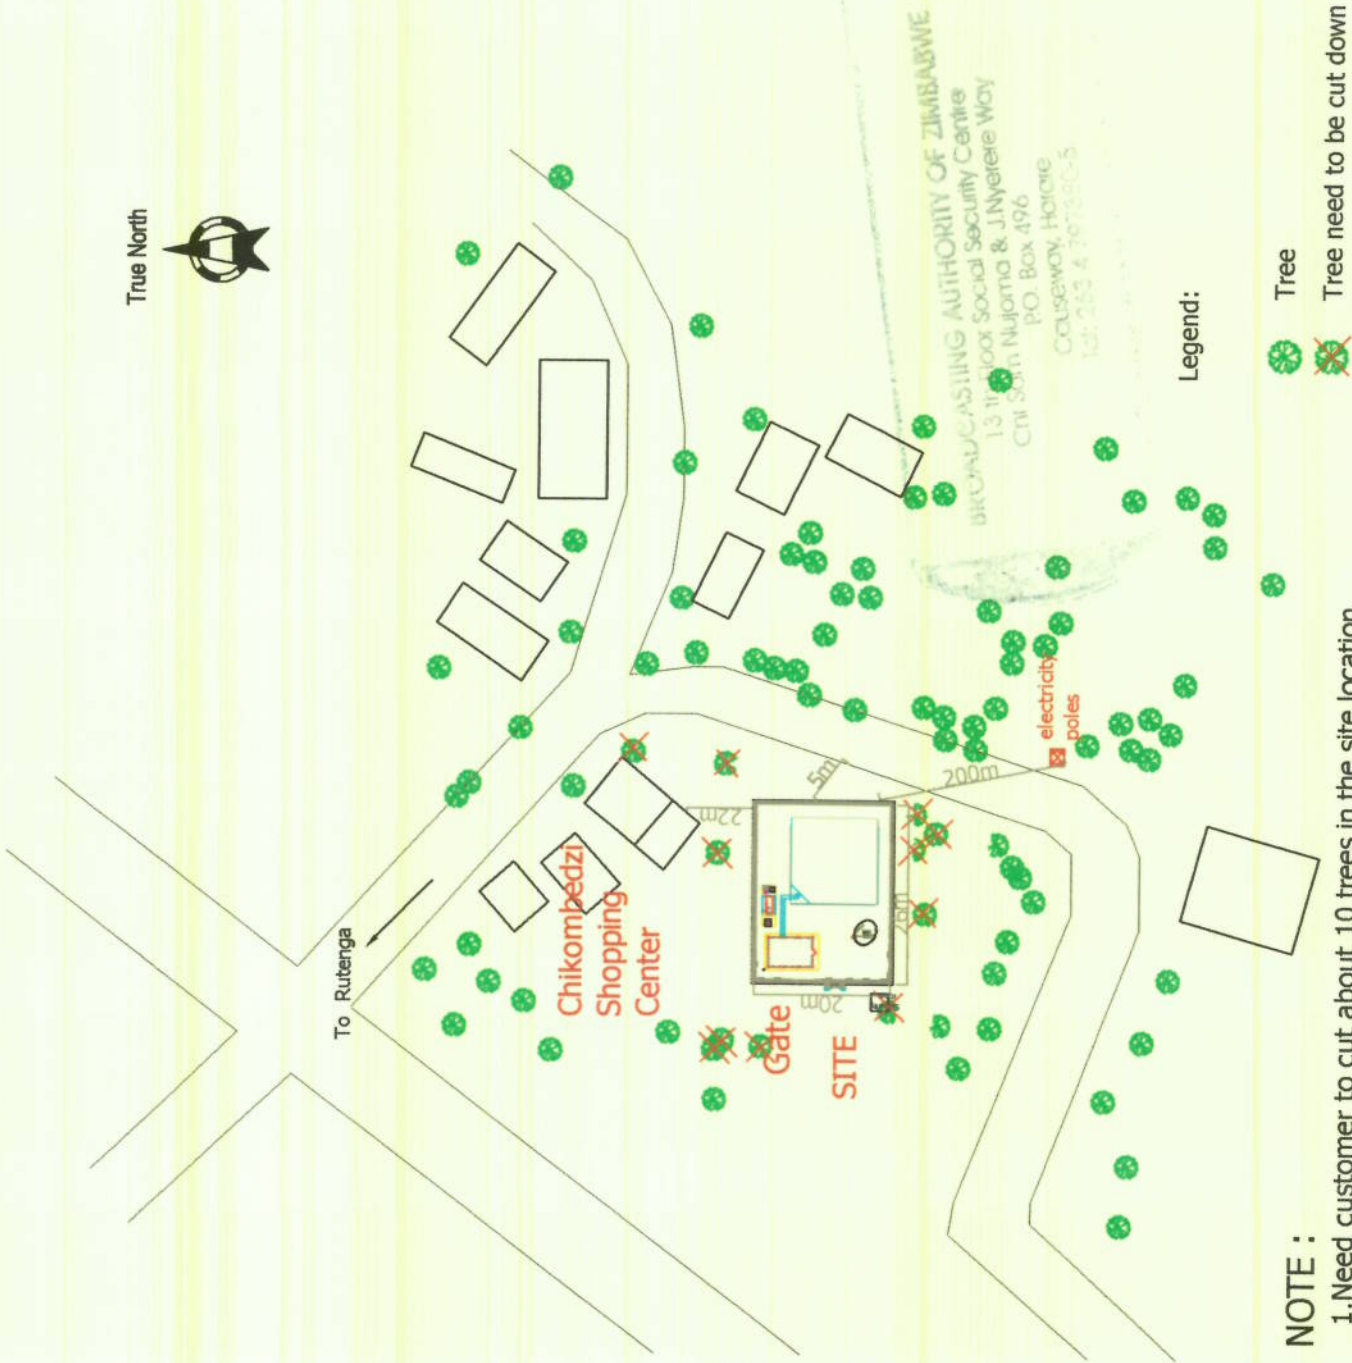 True North
To Rutenga
Chikombedzi
Shopping
Center
22m
5m
200m
20m
Gate
SITE
electricity
poles
BROADCASTING AUTHORITY OF ZIMBABWE
13th Floor Social Security Centre
Cnr Sam Nujoma & J.Nyerere Way
P.O. Box 496
Causeway, Harare
Legend:
Tree
Tree need to be cut down
NOTE :
1.Need customer to cut about 10 trees in the site location